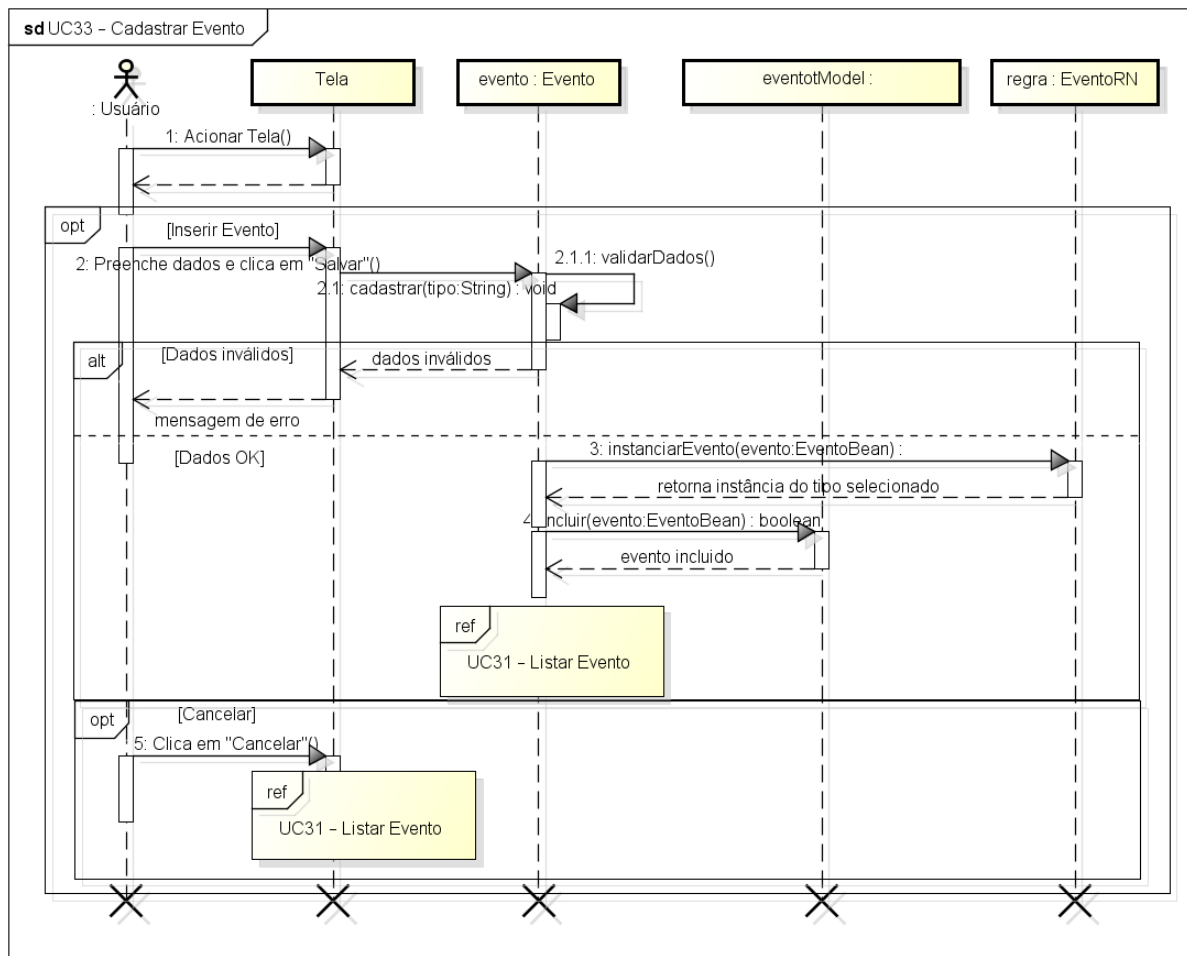 sd UC33 - Cadastrar Evento
: Usuário
Tela
evento : Evento
eventotModel :
regra : EventoRN
1: Acionar Tela()
opt
[Inserir Evento]
2: Preenche dados e clica em "Salvar"()
2.1: cadastrar(tipo:String) : void
2.1.1: validarDados()
alt
[Dados inválidos]
dados inválidos
mensagem de erro
[Dados OK]
3: instanciarEvento(evento:EventoBean) :
retorna instância do tipo selecionado
4: incluir(evento:EventoBean) : boolean
evento incluido
ref
UC31 - Listar Evento
opt
[Cancelar]
5: Clica em "Cancelar"()
ref
UC31 - Listar Evento